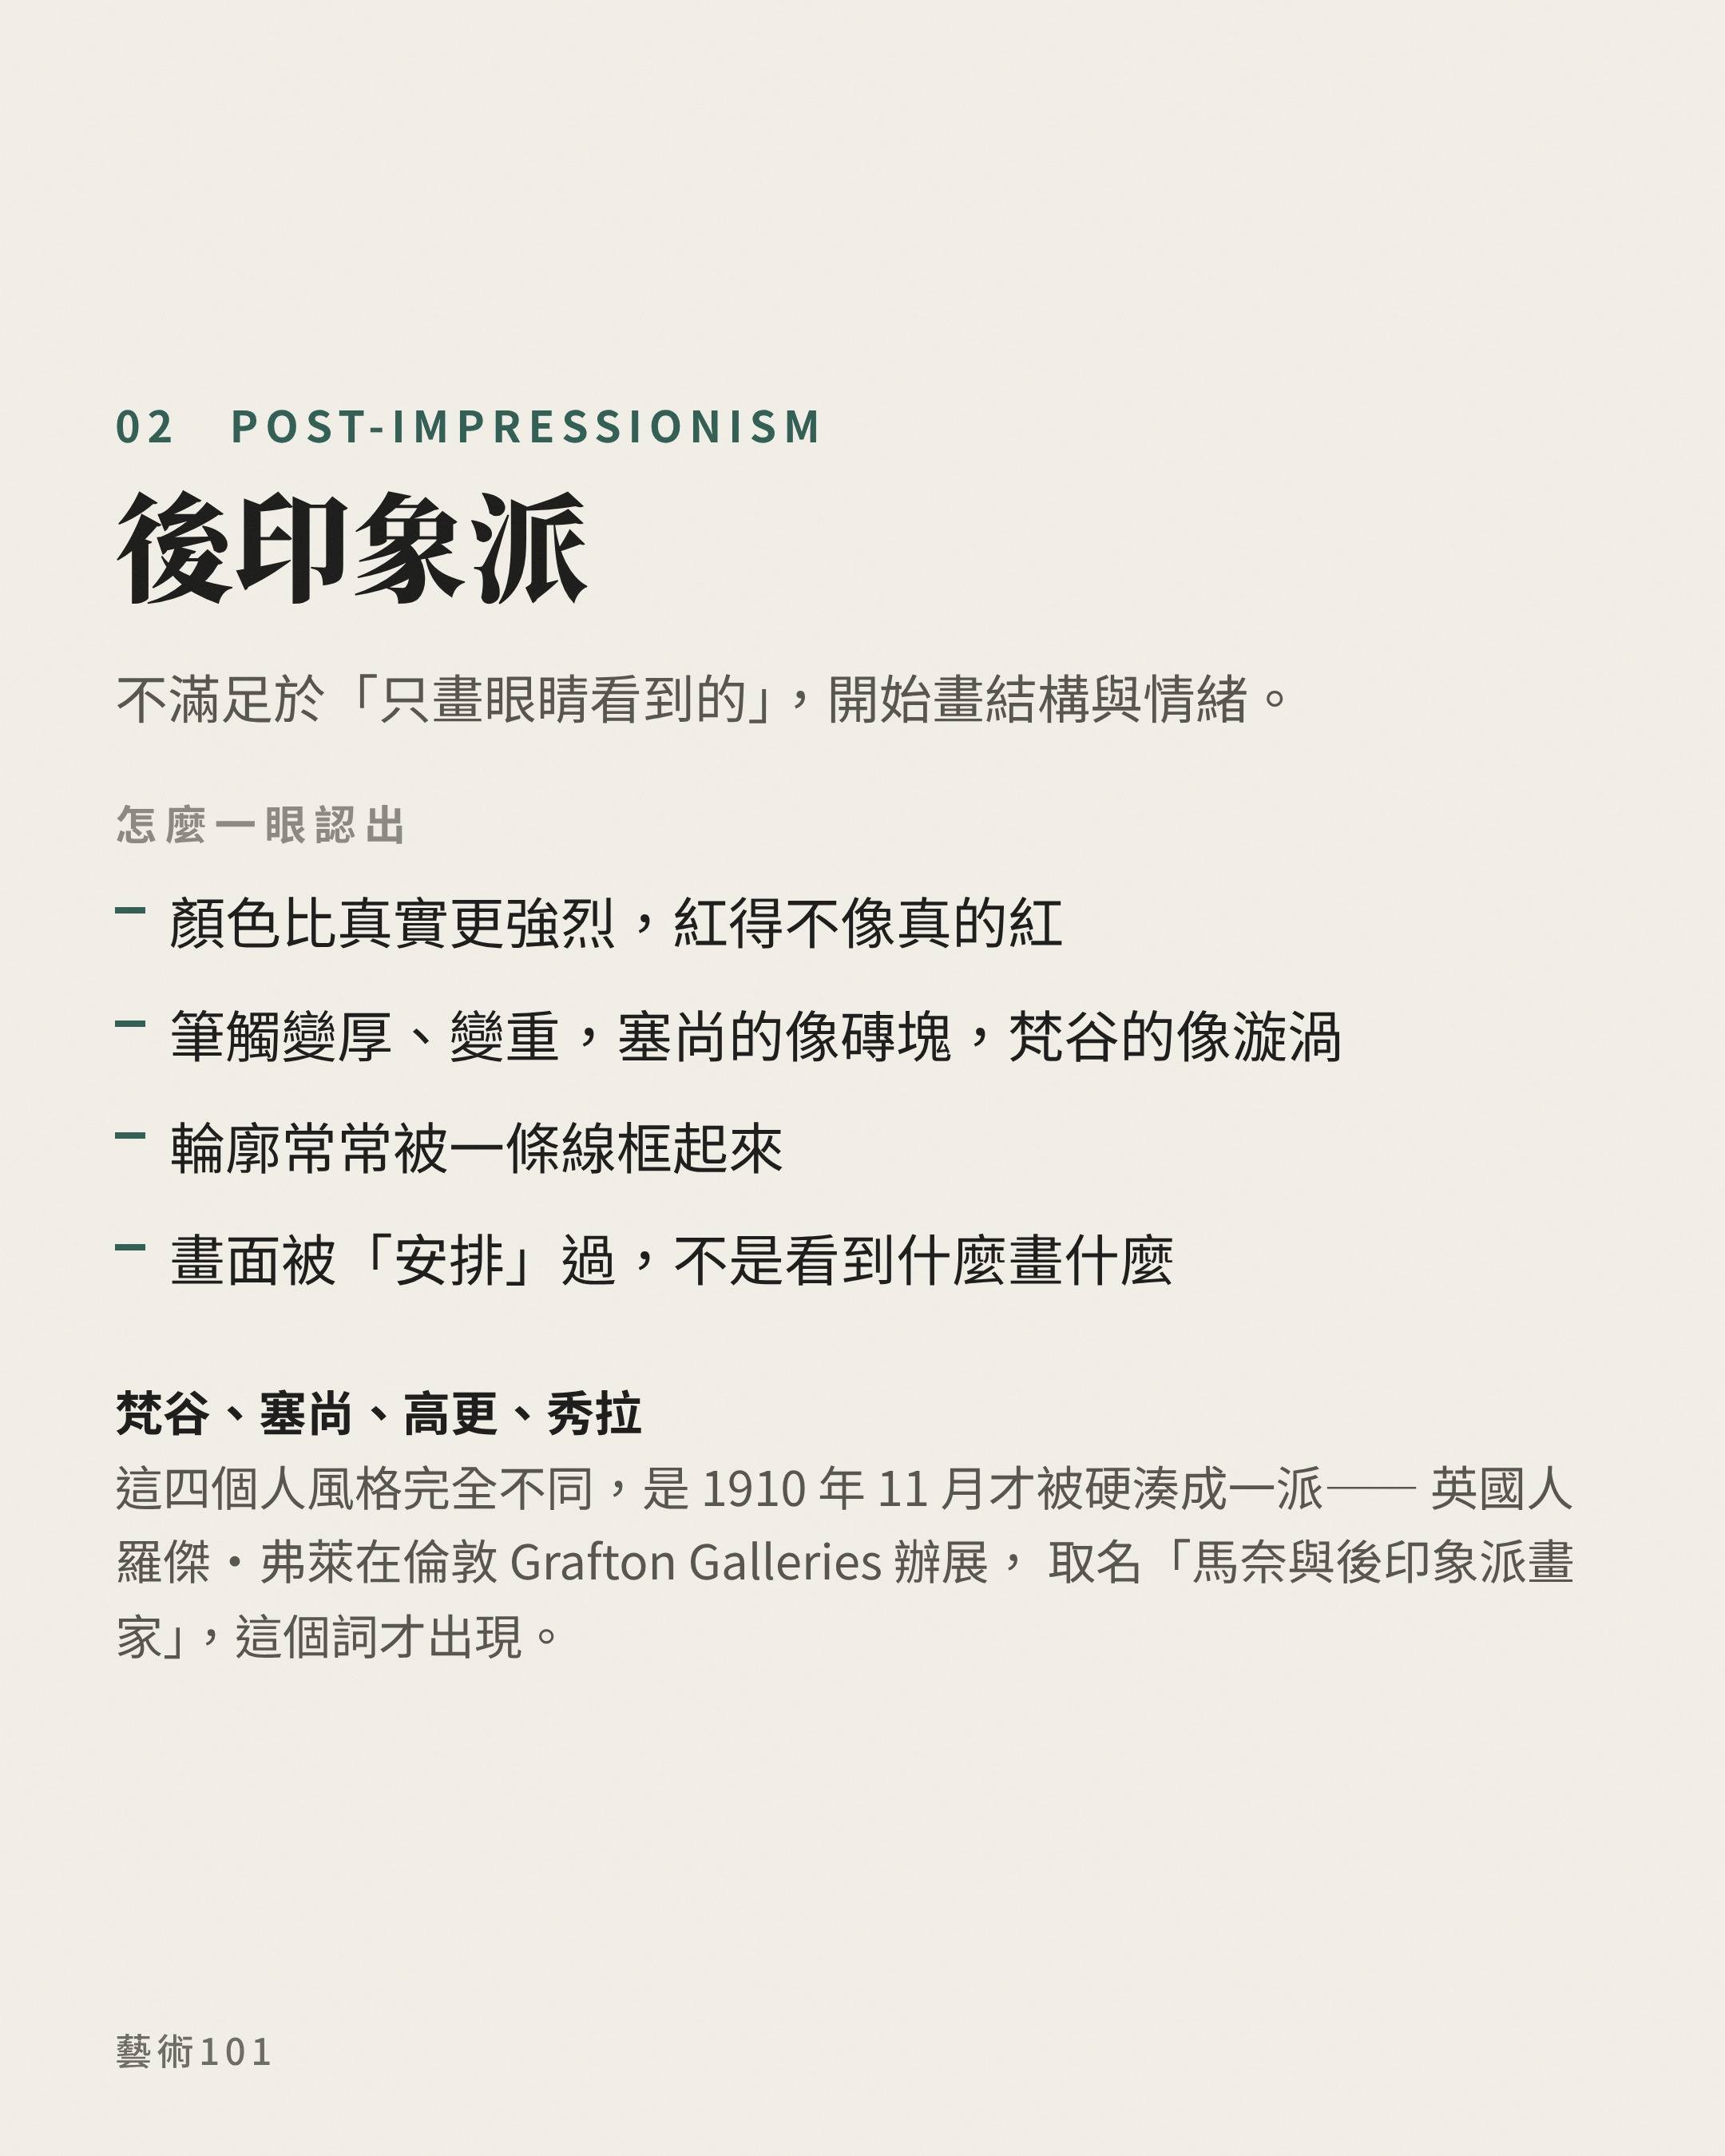 02 POST-IMPRESSIONISM
後印象派
不滿足於「只畫眼睛看到的」，開始畫結構與情緒。
怎麼一眼認出
顏色比真實更強烈，紅得不像真的紅
筆觸變厚、變重，塞尚的像磚塊，梵谷的像漩渦
輪廓常常被一條線框起來
畫面被「安排」過，不是看到什麼畫什麼
梵谷、塞尚、高更、秀拉
這四個人風格完全不同，是 1910 年 11 月才被硬湊成一派—— 英國人
羅傑・弗萊在倫敦 Grafton Galleries 辦展， 取名「馬奈與後印象派畫
家」，這個詞才出現。
藝術101